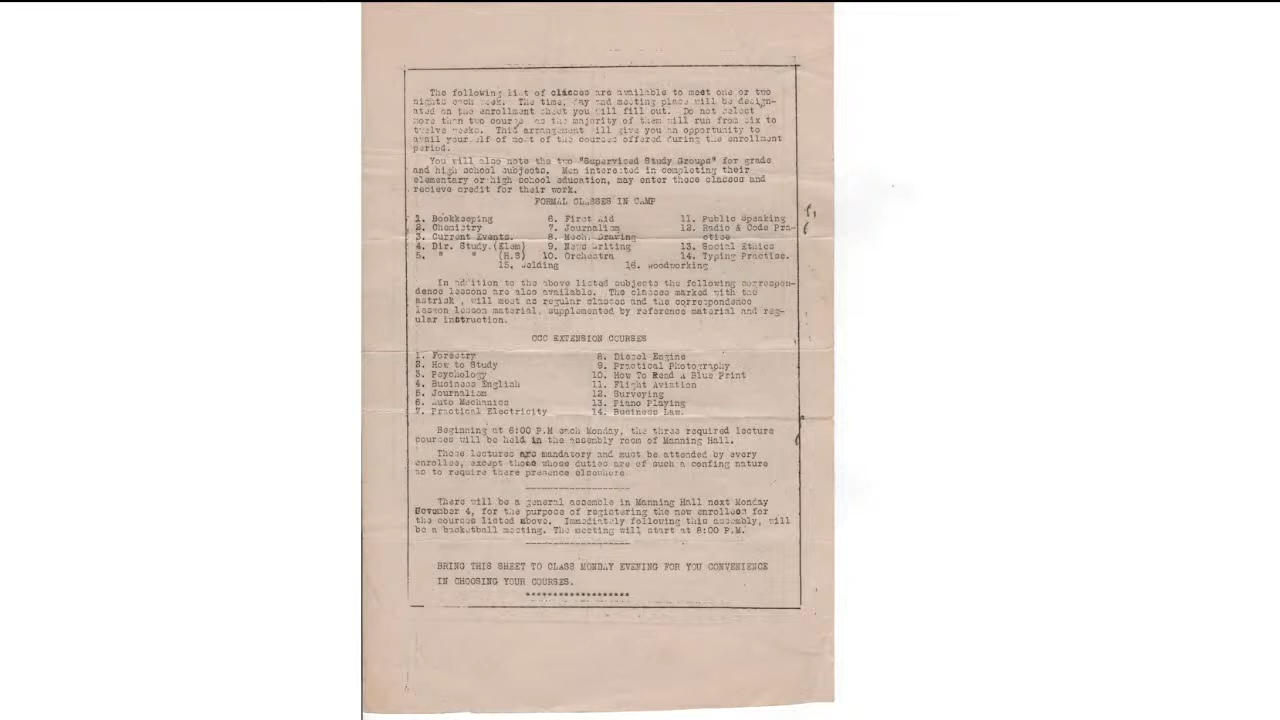 The following list of classes are available to meet one or two
nights each week. The time, day and meeting place will be design-
ated on the enrollment sheet you will fill out. Do not select
more than two course as the majority of them will run from six to
twelve weeks. This arrangement will give you an opportunity to
avail yourself of most of the courses offered during the enrollment
period.
You will also note the two "Supervised Study Groups" for grade
and high school subjects. Men interested in completing their
elementary or high school education, may enter these classes and
recieve credit for their work.
FORMAL CLASSES IN CAMP
1. Bookkeeping 6. First Aid 11. Public Speaking
2. Chemistry 7. Journalism 12. Radio & Code Pra-
3. Current Events. 8. Mech. Drawing ctice
4. Dir. Study.(Elem) 9. News Writing 13. Social Ethics
5. " " (H.S) 10. Orchestra 14. Typing Practise.
15. Welding 16. Woodworking
In addition to the above listed subjects the following correspon-
dence lessons are also available. The classes marked with the
astrisk , will meet as regular classes and the correspondence
lesson lesson material, supplemented by reference material and reg-
ular instruction.
CCC EXTENSION COURSES
1. Forestry 8. Diesel Engine
2. How to Study 9. Practical Photography
3. Psychology 10. How To Read A Blue Print
4. Business English 11. Flight Aviation
5. Journalism 12. Surveying
6. Auto Mechanics 13. Piano Playing
7. Practical Electricity 14. Business Law.
Beginning at 6:00 P.M each Monday, the three required lecture
courses will be held in the assembly room of Manning Hall.
These lectures are mandatory and must be attended by every
enrollee, except those whose duties are of such a confing nature
as to require there presence elsewhere
There will be a general assemble in Manning Hall next Monday
November 4, for the purpose of registering the new enrollees for
the courses listed above. Immediately following this assembly, will
be a basketball meeting. The meeting will start at 8:00 P.M.
BRING THIS SHEET TO CLASS MONDAY EVENING FOR YOU CONVENIENCE
IN CHOOSING YOUR COURSES.
*******************